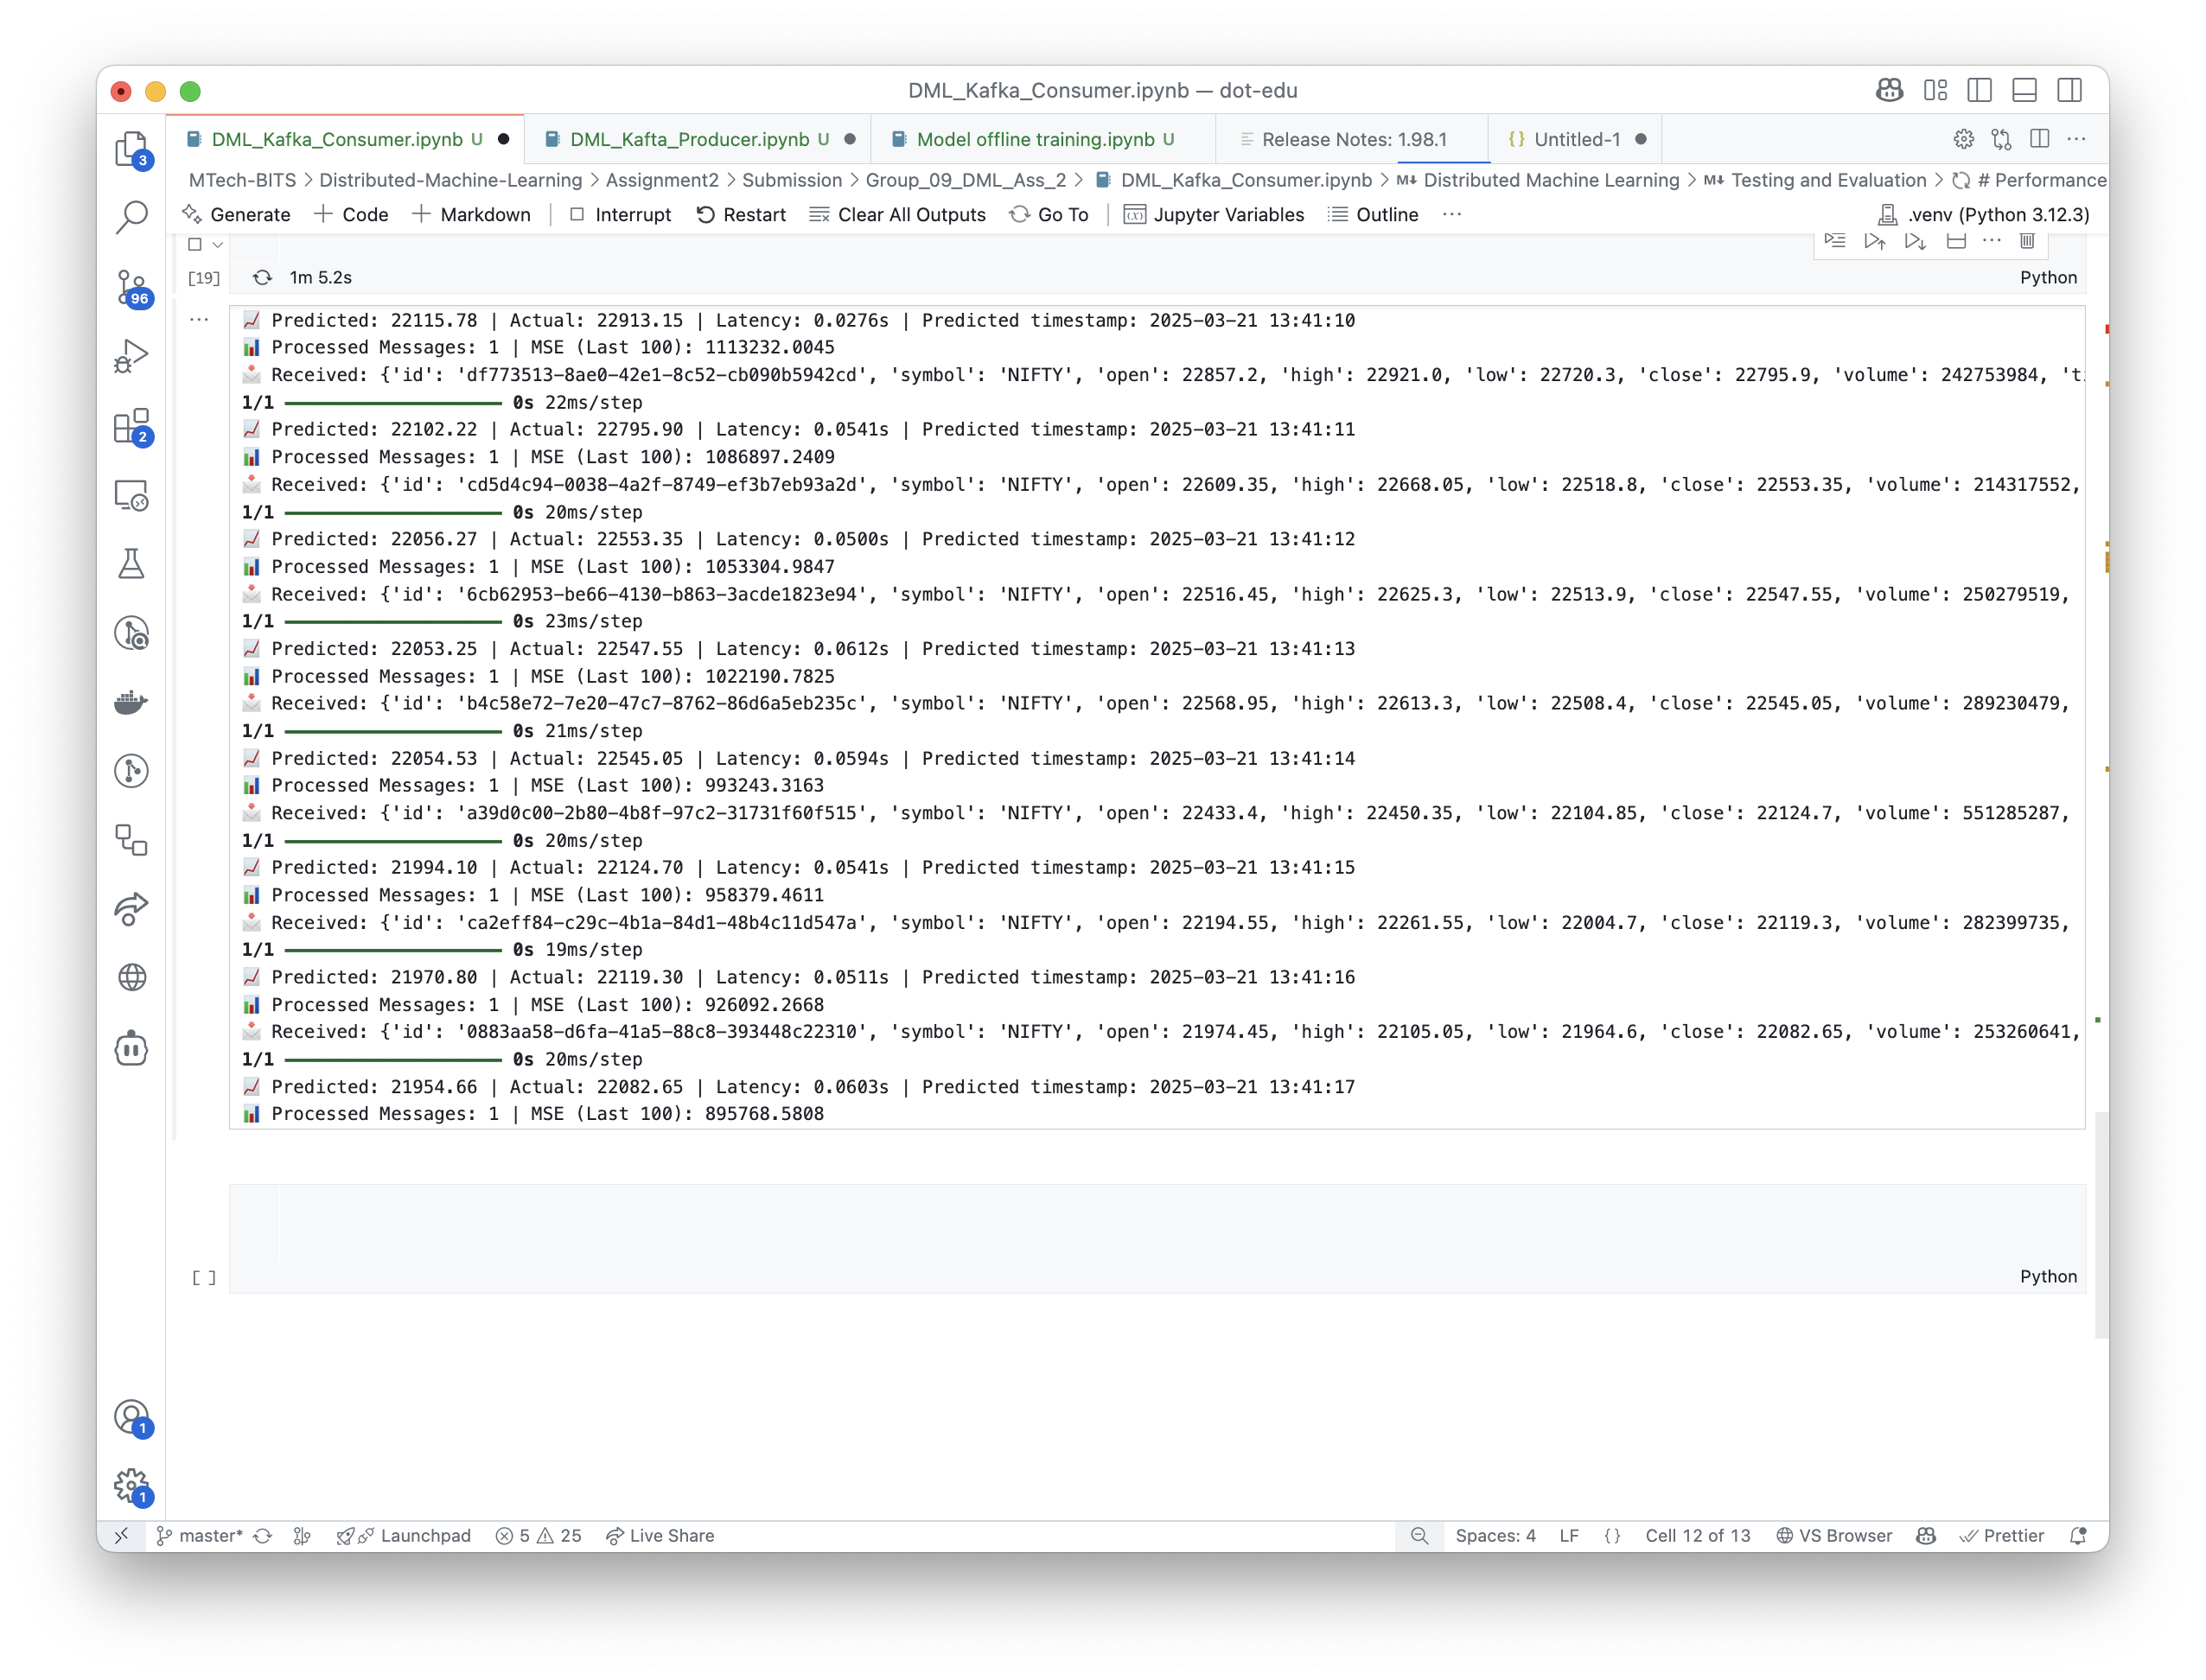 DML_Kafka_Consumer.ipynb — dot-edu
DML_Kafka_Consumer.ipynb U
DML_Kafta_Producer.ipynb U
Model offline training.ipynb U
Release Notes: 1.98.1
{} Untitled-1
MTech-BITS > Distributed-Machine-Learning > Assignment2 > Submission > Group_09_DML_Ass_2 > DML_Kafka_Consumer.ipynb > M↓ Distributed Machine Learning > M↓ Testing and Evaluation > # Performance
Generate + Code + Markdown | Interrupt Restart Clear All Outputs Go To | Jupyter Variables Outline ··· .venv (Python 3.12.3)
[19] 1m 5.2s Python
📈 Predicted: 22115.78 | Actual: 22913.15 | Latency: 0.0276s | Predicted timestamp: 2025-03-21 13:41:10
📊 Processed Messages: 1 | MSE (Last 100): 1113232.0045
📩 Received: {'id': 'df773513-8ae0-42e1-8c52-cb090b5942cd', 'symbol': 'NIFTY', 'open': 22857.2, 'high': 22921.0, 'low': 22720.3, 'close': 22795.9, 'volume': 242753984, 't
1/1 ━━━━━━━━━━━━━━━━━━━━ 0s 22ms/step
📈 Predicted: 22102.22 | Actual: 22795.90 | Latency: 0.0541s | Predicted timestamp: 2025-03-21 13:41:11
📊 Processed Messages: 1 | MSE (Last 100): 1086897.2409
📩 Received: {'id': 'cd5d4c94-0038-4a2f-8749-ef3b7eb93a2d', 'symbol': 'NIFTY', 'open': 22609.35, 'high': 22668.05, 'low': 22518.8, 'close': 22553.35, 'volume': 214317552,
1/1 ━━━━━━━━━━━━━━━━━━━━ 0s 20ms/step
📈 Predicted: 22056.27 | Actual: 22553.35 | Latency: 0.0500s | Predicted timestamp: 2025-03-21 13:41:12
📊 Processed Messages: 1 | MSE (Last 100): 1053304.9847
📩 Received: {'id': '6cb62953-be66-4130-b863-3acde1823e94', 'symbol': 'NIFTY', 'open': 22516.45, 'high': 22625.3, 'low': 22513.9, 'close': 22547.55, 'volume': 250279519,
1/1 ━━━━━━━━━━━━━━━━━━━━ 0s 23ms/step
📈 Predicted: 22053.25 | Actual: 22547.55 | Latency: 0.0612s | Predicted timestamp: 2025-03-21 13:41:13
📊 Processed Messages: 1 | MSE (Last 100): 1022190.7825
📩 Received: {'id': 'b4c58e72-7e20-47c7-8762-86d6a5eb235c', 'symbol': 'NIFTY', 'open': 22568.95, 'high': 22613.3, 'low': 22508.4, 'close': 22545.05, 'volume': 289230479,
1/1 ━━━━━━━━━━━━━━━━━━━━ 0s 21ms/step
📈 Predicted: 22054.53 | Actual: 22545.05 | Latency: 0.0594s | Predicted timestamp: 2025-03-21 13:41:14
📊 Processed Messages: 1 | MSE (Last 100): 993243.3163
📩 Received: {'id': 'a39d0c00-2b80-4b8f-97c2-31731f60f515', 'symbol': 'NIFTY', 'open': 22433.4, 'high': 22450.35, 'low': 22104.85, 'close': 22124.7, 'volume': 551285287,
1/1 ━━━━━━━━━━━━━━━━━━━━ 0s 20ms/step
📈 Predicted: 21994.10 | Actual: 22124.70 | Latency: 0.0541s | Predicted timestamp: 2025-03-21 13:41:15
📊 Processed Messages: 1 | MSE (Last 100): 958379.4611
📩 Received: {'id': 'ca2eff84-c29c-4b1a-84d1-48b4c11d547a', 'symbol': 'NIFTY', 'open': 22194.55, 'high': 22261.55, 'low': 22004.7, 'close': 22119.3, 'volume': 282399735,
1/1 ━━━━━━━━━━━━━━━━━━━━ 0s 19ms/step
📈 Predicted: 21970.80 | Actual: 22119.30 | Latency: 0.0511s | Predicted timestamp: 2025-03-21 13:41:16
📊 Processed Messages: 1 | MSE (Last 100): 926092.2668
📩 Received: {'id': '0883aa58-d6fa-41a5-88c8-393448c22310', 'symbol': 'NIFTY', 'open': 21974.45, 'high': 22105.05, 'low': 21964.6, 'close': 22082.65, 'volume': 253260641,
1/1 ━━━━━━━━━━━━━━━━━━━━ 0s 20ms/step
📈 Predicted: 21954.66 | Actual: 22082.65 | Latency: 0.0603s | Predicted timestamp: 2025-03-21 13:41:17
📊 Processed Messages: 1 | MSE (Last 100): 895768.5808
[ ] Python
3
96
2
1
1
master* Launchpad 5 25 Live Share Spaces: 4 LF {} Cell 12 of 13 VS Browser Prettier